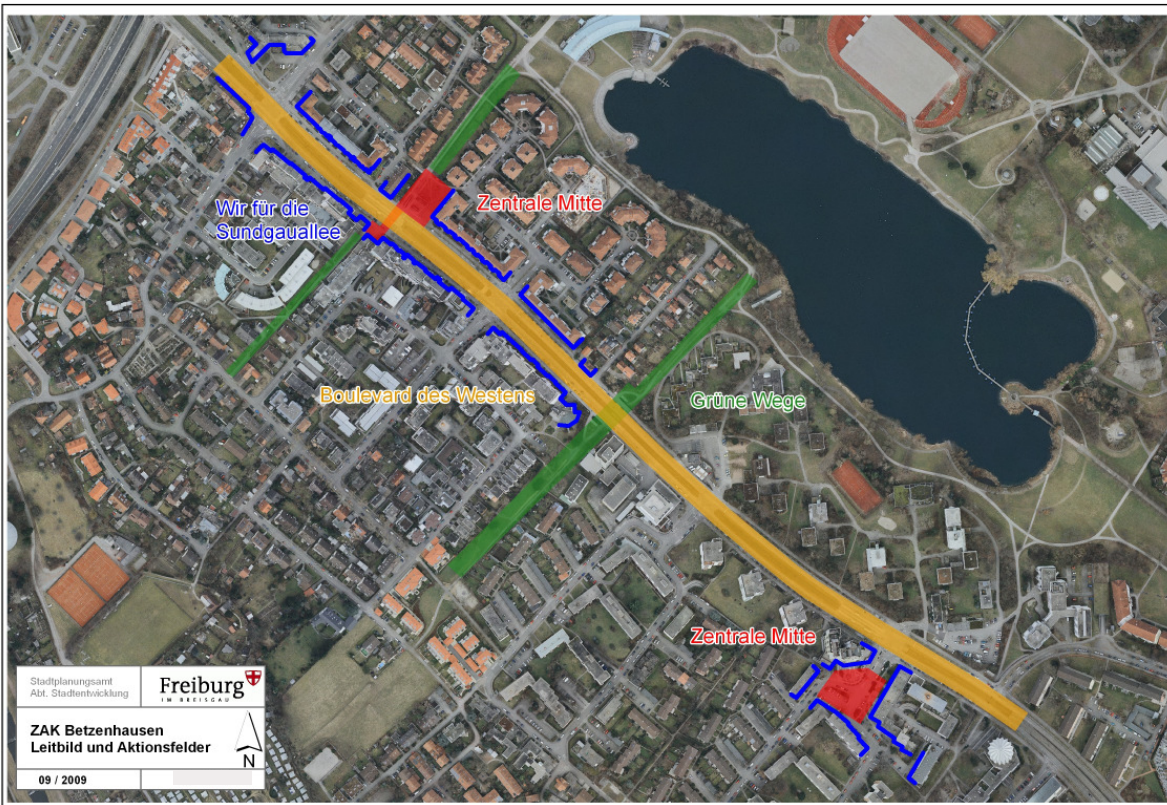 Wir für die
Sundgauallee
Zentrale Mitte
Boulevard des Westens
Grüne Wege
Zentrale Mitte
Stadtplanungsamt
Abt. Stadtentwicklung
Freiburg
IM BREISGAU
ZAK Betzenhausen
Leitbild und Aktionsfelder
N
09 / 2009